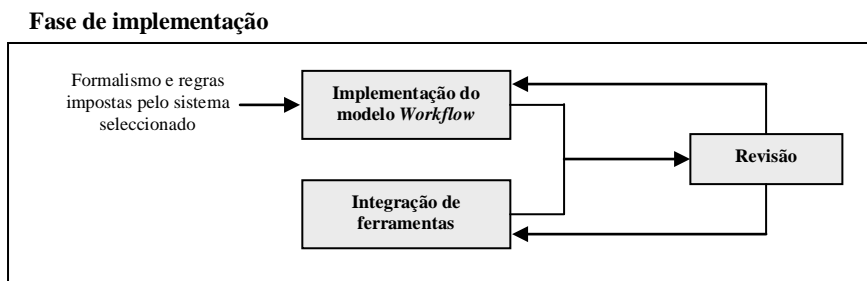 Fase de implementação
Formalismo e regras
impostas pelo sistema
seleccionado
Implementação do
modelo Workflow
Revisão
Integração de
ferramentas